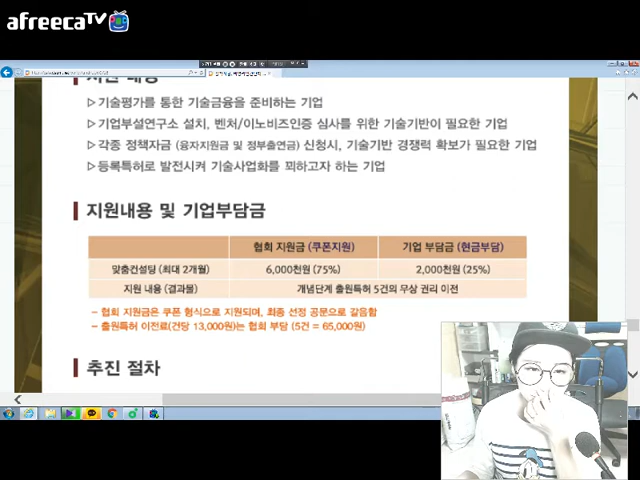 afreecaTV
지원 대상
▷기술평가를 통한 기술금융을 준비하는 기업
▷기업부설연구소 설치, 벤처/이노비즈인증 심사를 위한 기술기반이 필요한 기업
▷각종 정책자금 (융자지원금 및 정부출연금) 신청시, 기술기반 경쟁력 확보가 필요한 기업
▷등록특허로 발전시켜 기술사업화를 꾀하고자 하는 기업
지원내용 및 기업부담금
협회 지원금 (쿠폰지원) 기업 부담금 (현금부담)
맞춤컨설팅 (최대 2개월) 6,000천원 (75%) 2,000천원 (25%)
지원 내용 (결과물) 개념단계 출원특허 5건의 무상 권리 이전
- 협회 지원금은 쿠폰 형식으로 지원되며, 최종 선정 공문으로 갈음함
- 출원특허 이전료(건당 13,000원)는 협회 부담 (5건 = 65,000원)
추진 절차